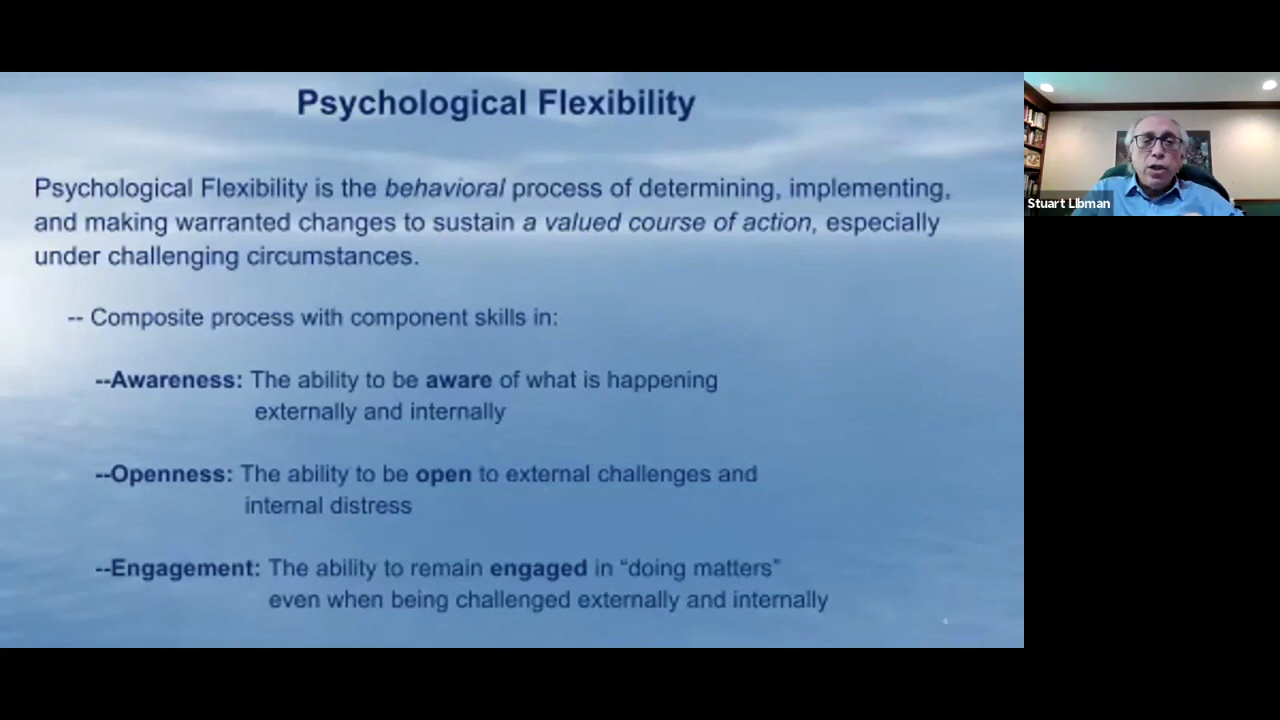 Psychological Flexibility
Psychological Flexibility is the behavioral process of determining, implementing,
and making warranted changes to sustain a valued course of action, especially
under challenging circumstances.
-- Composite process with component skills in:
--Awareness: The ability to be aware of what is happening
externally and internally
--Openness: The ability to be open to external challenges and
internal distress
--Engagement: The ability to remain engaged in “doing matters”
even when being challenged externally and internally
Stuart LIbman